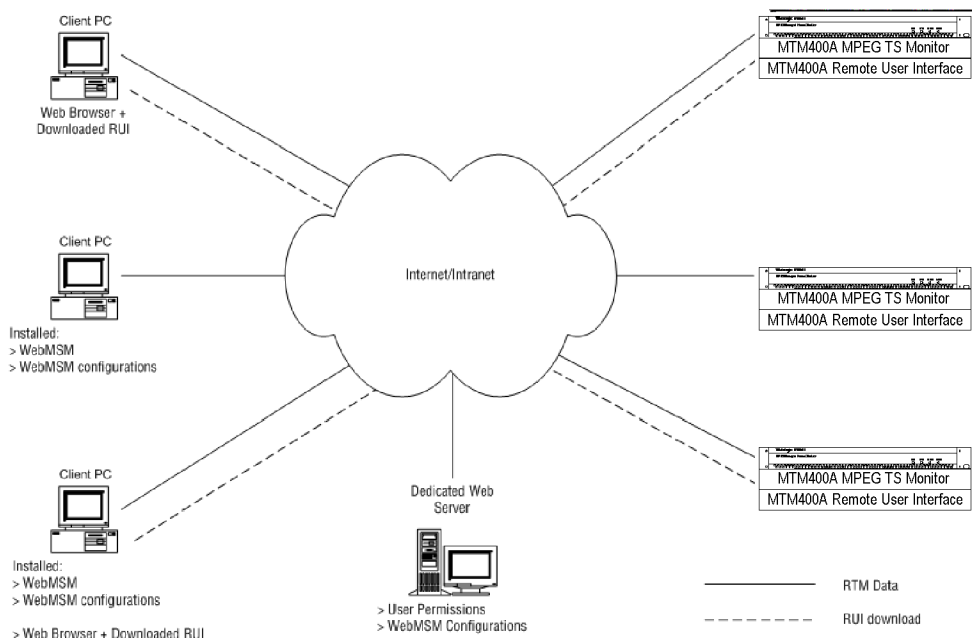 Client PC
Web Browser +
Downloaded RUI
MTM400A MPEG TS Monitor
MTM400A Remote User Interface
Client PC
Installed:
> WebMSM
> WebMSM configurations
Internet/Intranet
MTM400A MPEG TS Monitor
MTM400A Remote User Interface
Client PC
Installed:
> WebMSM
> WebMSM configurations
> Web Browser + Downloaded RUI
Dedicated Web
Server
> User Permissions
> WebMSM Configurations
MTM400A MPEG TS Monitor
MTM400A Remote User Interface
RTM Data
RUI download